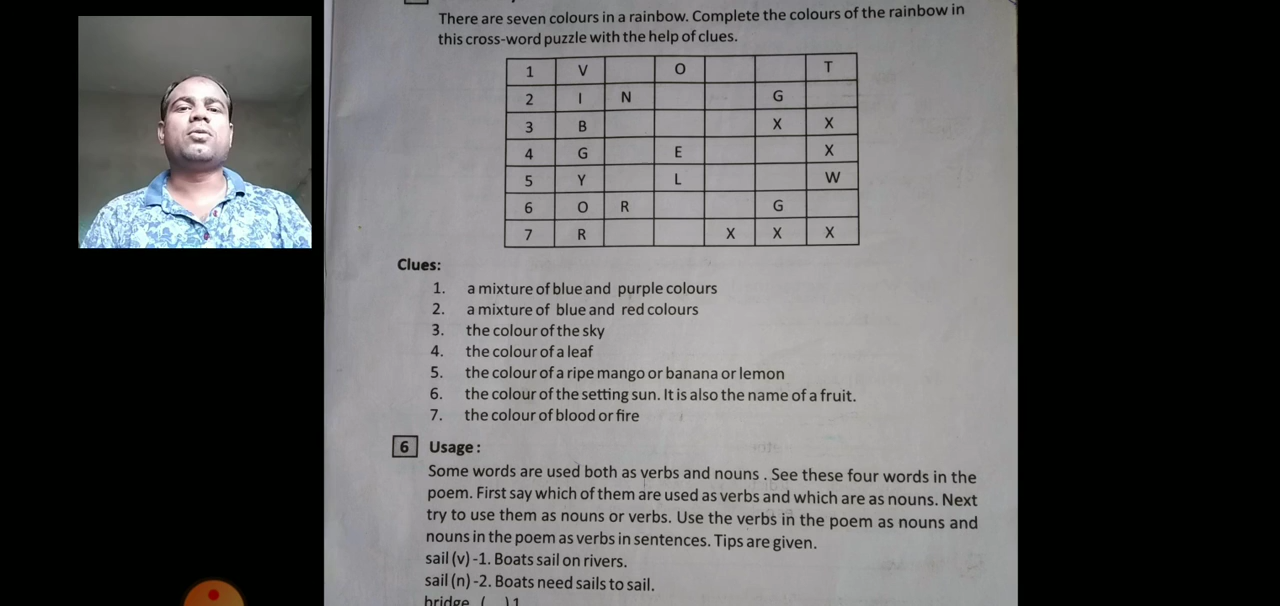 There are seven colours in a rainbow. Complete the colours of the rainbow in
this cross-word puzzle with the help of clues.
1 V O T
2 I N G
3 B X X
4 G E X
5 Y L W
6 O R G
7 R X X X
Clues:
1. a mixture of blue and purple colours
2. a mixture of blue and red colours
3. the colour of the sky
4. the colour of a leaf
5. the colour of a ripe mango or banana or lemon
6. the colour of the setting sun. It is also the name of a fruit.
7. the colour of blood or fire
6 Usage :
Some words are used both as verbs and nouns . See these four words in the
poem. First say which of them are used as verbs and which are as nouns. Next
try to use them as nouns or verbs. Use the verbs in the poem as nouns and
nouns in the poem as verbs in sentences. Tips are given.
sail (v) -1. Boats sail on rivers.
sail (n) -2. Boats need sails to sail.
bridge ( ) 1